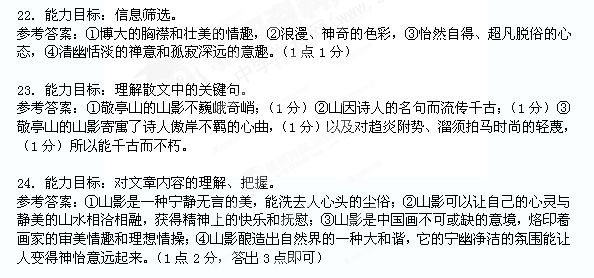 22. 能力目标：信息筛选。
参考答案：①博大的胸襟和壮美的情趣，②浪漫、神奇的色彩，③怡然自得、超凡脱俗的心
态，④清幽恬淡的禅意和孤寂深远的意趣。（1点1分）
23. 能力目标：理解散文中的关键句。
参考答案：①敬亭山的山影不巍峨奇峭；（1分）②山因诗人的名句而流传千古；（1分）③
敬亭山的山影寄寓了诗人傲岸不羁的心曲，（1分）以及对趋炎附势、溜须拍马时尚的轻蔑，
（1分）所以能千古而不朽。
24. 能力目标：对文章内容的理解、把握。
参考答案：①山影是一种宁静无言的美，能洗去人心头的尘俗；②山影可以让自己的心灵与
静美的山水相洽相融，获得精神上的快乐和抚慰；③山影是中国画不可或缺的意境，烙印着
画家的审美情趣和理想情操；④山影酿造出自然界的一种大和谐，它的宁幽净洁的氛围能让
人变得神怡意远起来。（1点2分，答出3点即可）